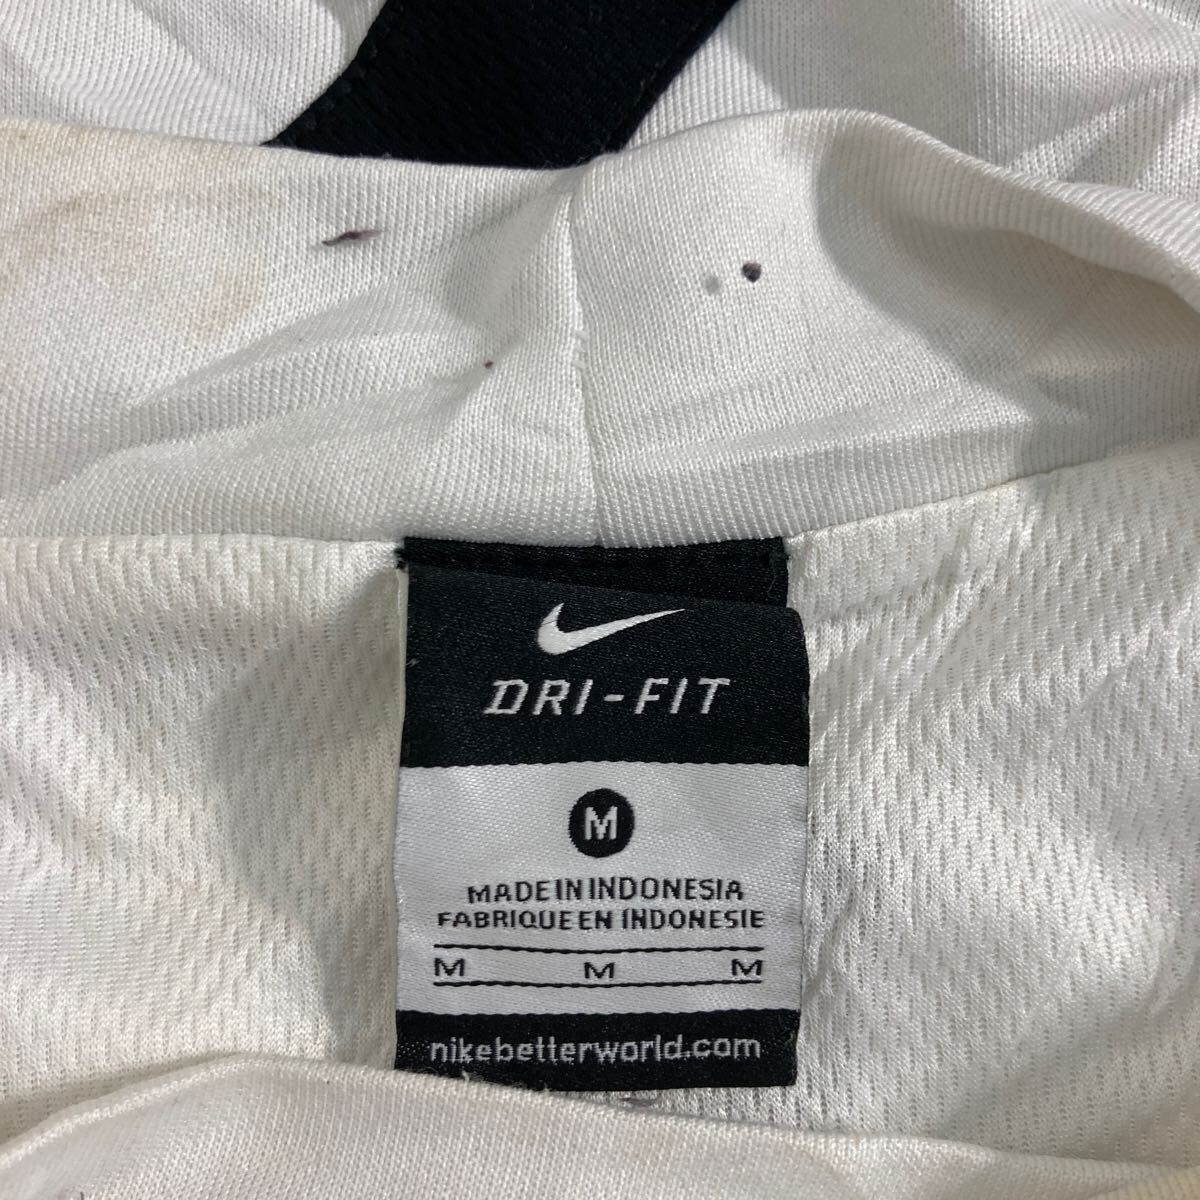 DRI-FIT
M
MADE IN INDONESIA
FABRIQUE EN INDONESIE
M M M
nikebetterworld.com